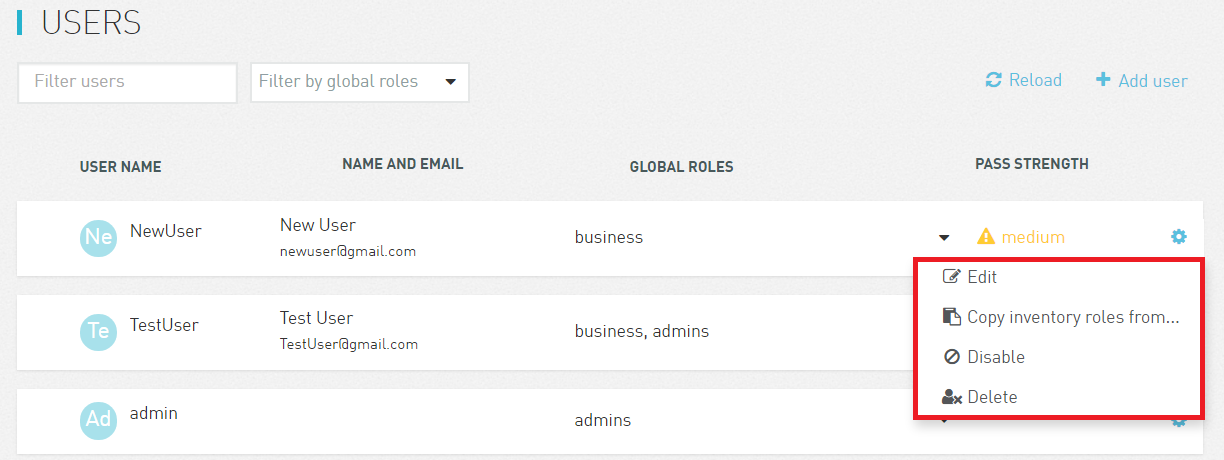 USERS
Filter users
Filter by global roles
Reload
Add user
USER NAME
NAME AND EMAIL
GLOBAL ROLES
PASS STRENGTH
Ne
NewUser
New User
newuser@gmail.com
business
medium
Edit
Copy inventory roles from...
Disable
Delete
Te
TestUser
Test User
TestUser@gmail.com
business, admins
Ad
admin
admins